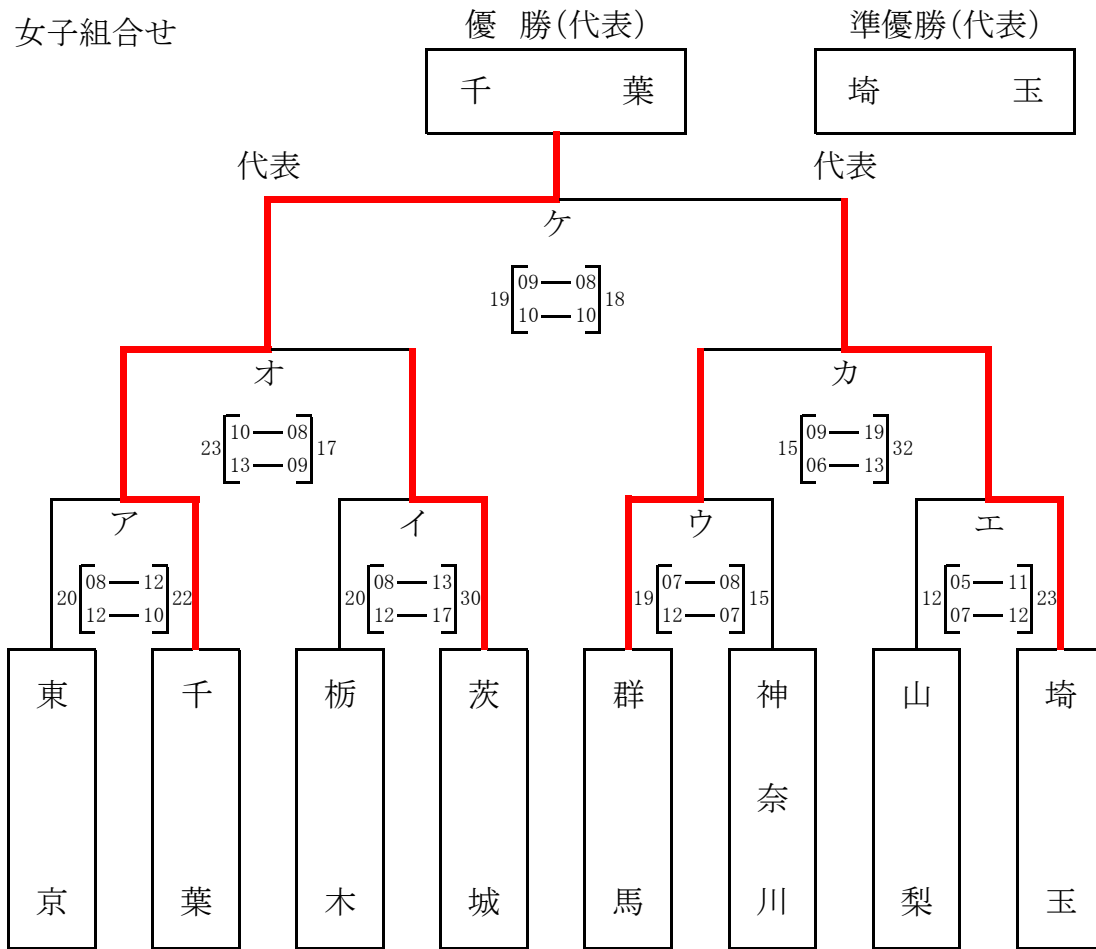 女子組合せ
優 勝(代表)
準優勝(代表)
千 葉
埼 玉
代表
代表
ケ
19 09 08 18
10 10
オ
カ
23 10 08 17
13 09
15 09 19 32
06 13
ア
イ
ウ
エ
20 08 12 22
12 10
20 08 13 30
12 17
19 07 08 15
12 07
12 05 11 23
07 12
東京
千葉
栃木
茨城
群馬
神奈川
山梨
埼玉